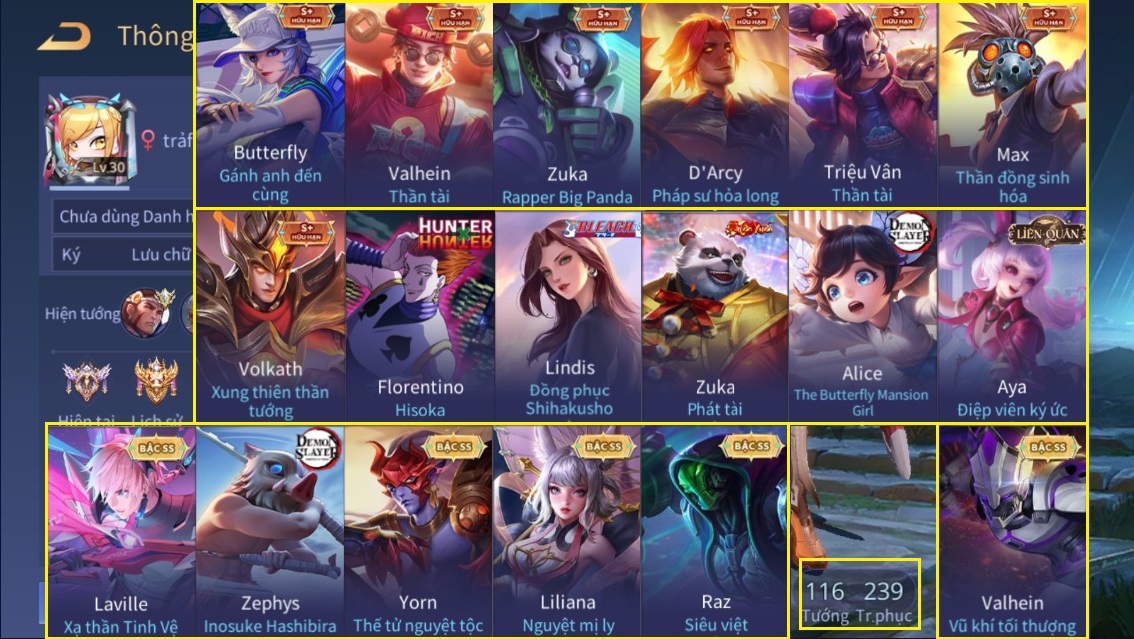 Thông
S+
HỮU HẠN
Butterfly
Gánh anh đến
cùng
S+
HỮU HẠN
Valhein
Thần tài
S+
HỮU HẠN
Zuka
Rapper Big Panda
S+
HỮU HẠN
D'Arcy
Pháp sư hỏa long
S+
HỮU HẠN
Triệu Vân
Thần tài
S+
HỮU HẠN
Max
Thần đồng sinh
hóa
Lv.30
Chưa dùng Danh h
Ký
Lưu chữ
Hiện tướng
Hiện tại
Lịch sử
S+
HỮU HẠN
Volkath
Xung thiên thần
tướng
HUNTER
HUNTER
Florentino
Hisoka
BLEACH
Lindis
Đồng phục
Shihakusho
Zuka
Phát tài
DEMON
SLAYER
Alice
The Butterfly Mansion
Girl
LIÊN QUÂN
Aya
Điệp viên ký ức
BẬC SS
Laville
Xạ thần Tinh Vệ
DEMON
SLAYER
Zephys
Inosuke Hashibira
BẬC SS
Yorn
Thế tử nguyệt tộc
BẬC SS
Liliana
Nguyệt mị ly
BẬC SS
Raz
Siêu việt
116 239
Tướng Tr.phục
BẬC SS
Valhein
Vũ khí tối thượng